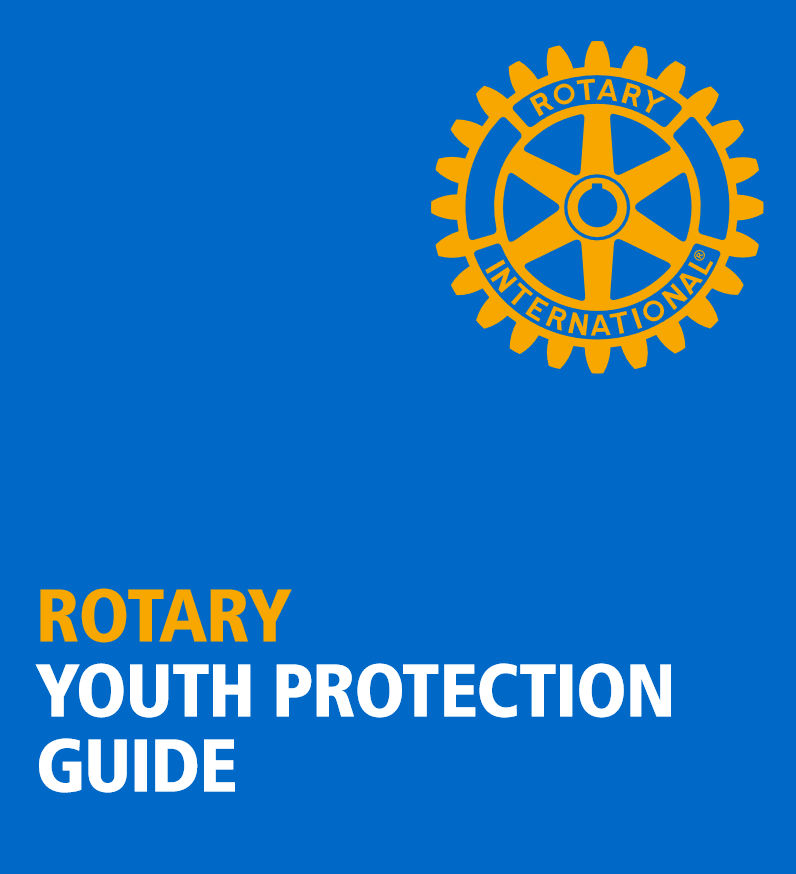 ROTARY
INTERNATIONAL®
ROTARY
YOUTH PROTECTION
GUIDE